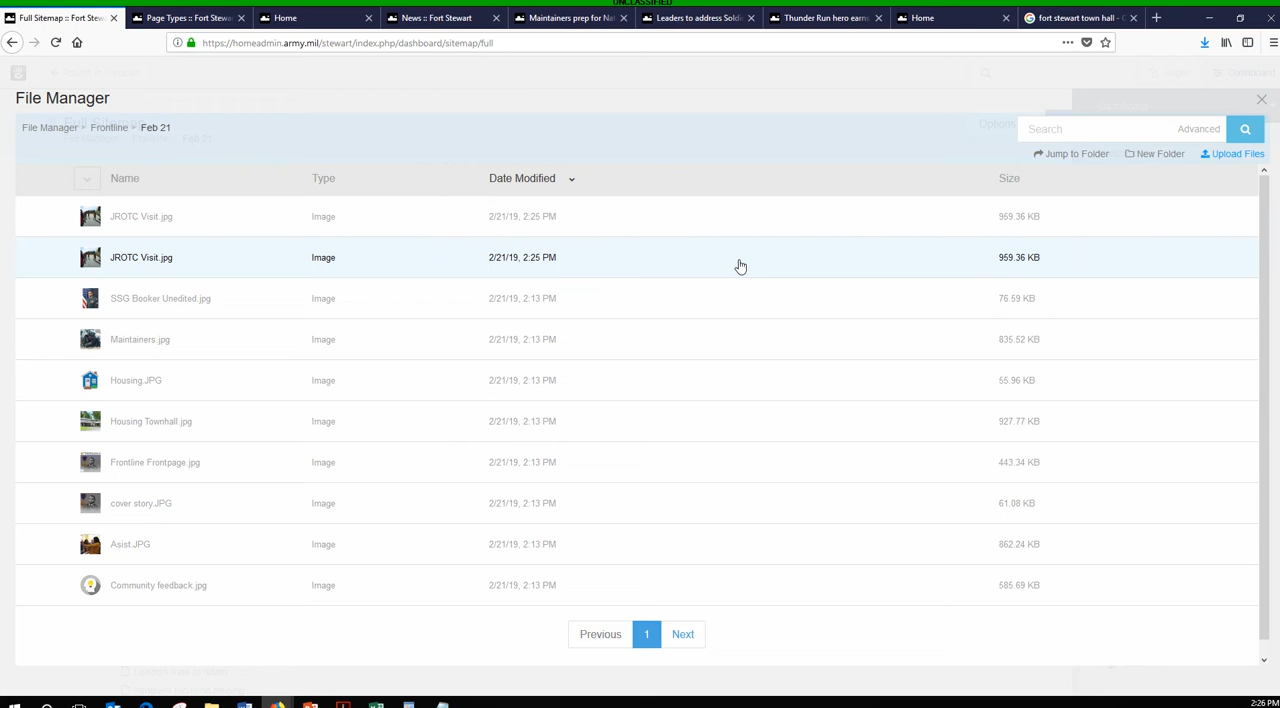 UNCLASSIFIED
Full Sitemap :: Fort Stewa
Page Types :: Fort Stewa
Home
News :: Fort Stewart
Maintainers prep for Nat
Leaders to address Soldi
Thunder Run hero earn
Home
fort stewart town hall - G
https://homeadmin.army.mil/stewart/index.php/dashboard/sitemap/full
File Manager
File Manager Frontline Feb 21
Options
Search
Advanced
Jump to Folder
New Folder
Upload Files
Name Type Date Modified Size
JROTC Visit.jpg Image 2/21/19, 2:25 PM 959.36 KB
JROTC Visit.jpg Image 2/21/19, 2:25 PM 959.36 KB
SSG Booker Unedited.jpg Image 2/21/19, 2:13 PM 76.59 KB
Maintainers.jpg Image 2/21/19, 2:13 PM 835.52 KB
Housing.JPG Image 2/21/19, 2:13 PM 55.96 KB
Housing Townhall.jpg Image 2/21/19, 2:13 PM 927.77 KB
Frontline Frontpage.jpg Image 2/21/19, 2:13 PM 443.34 KB
cover story.JPG Image 2/21/19, 2:13 PM 61.08 KB
Asist.JPG Image 2/21/19, 2:13 PM 862.24 KB
Community feedback.jpg Image 2/21/19, 2:13 PM 585.69 KB
Previous 1 Next
2:26 PM